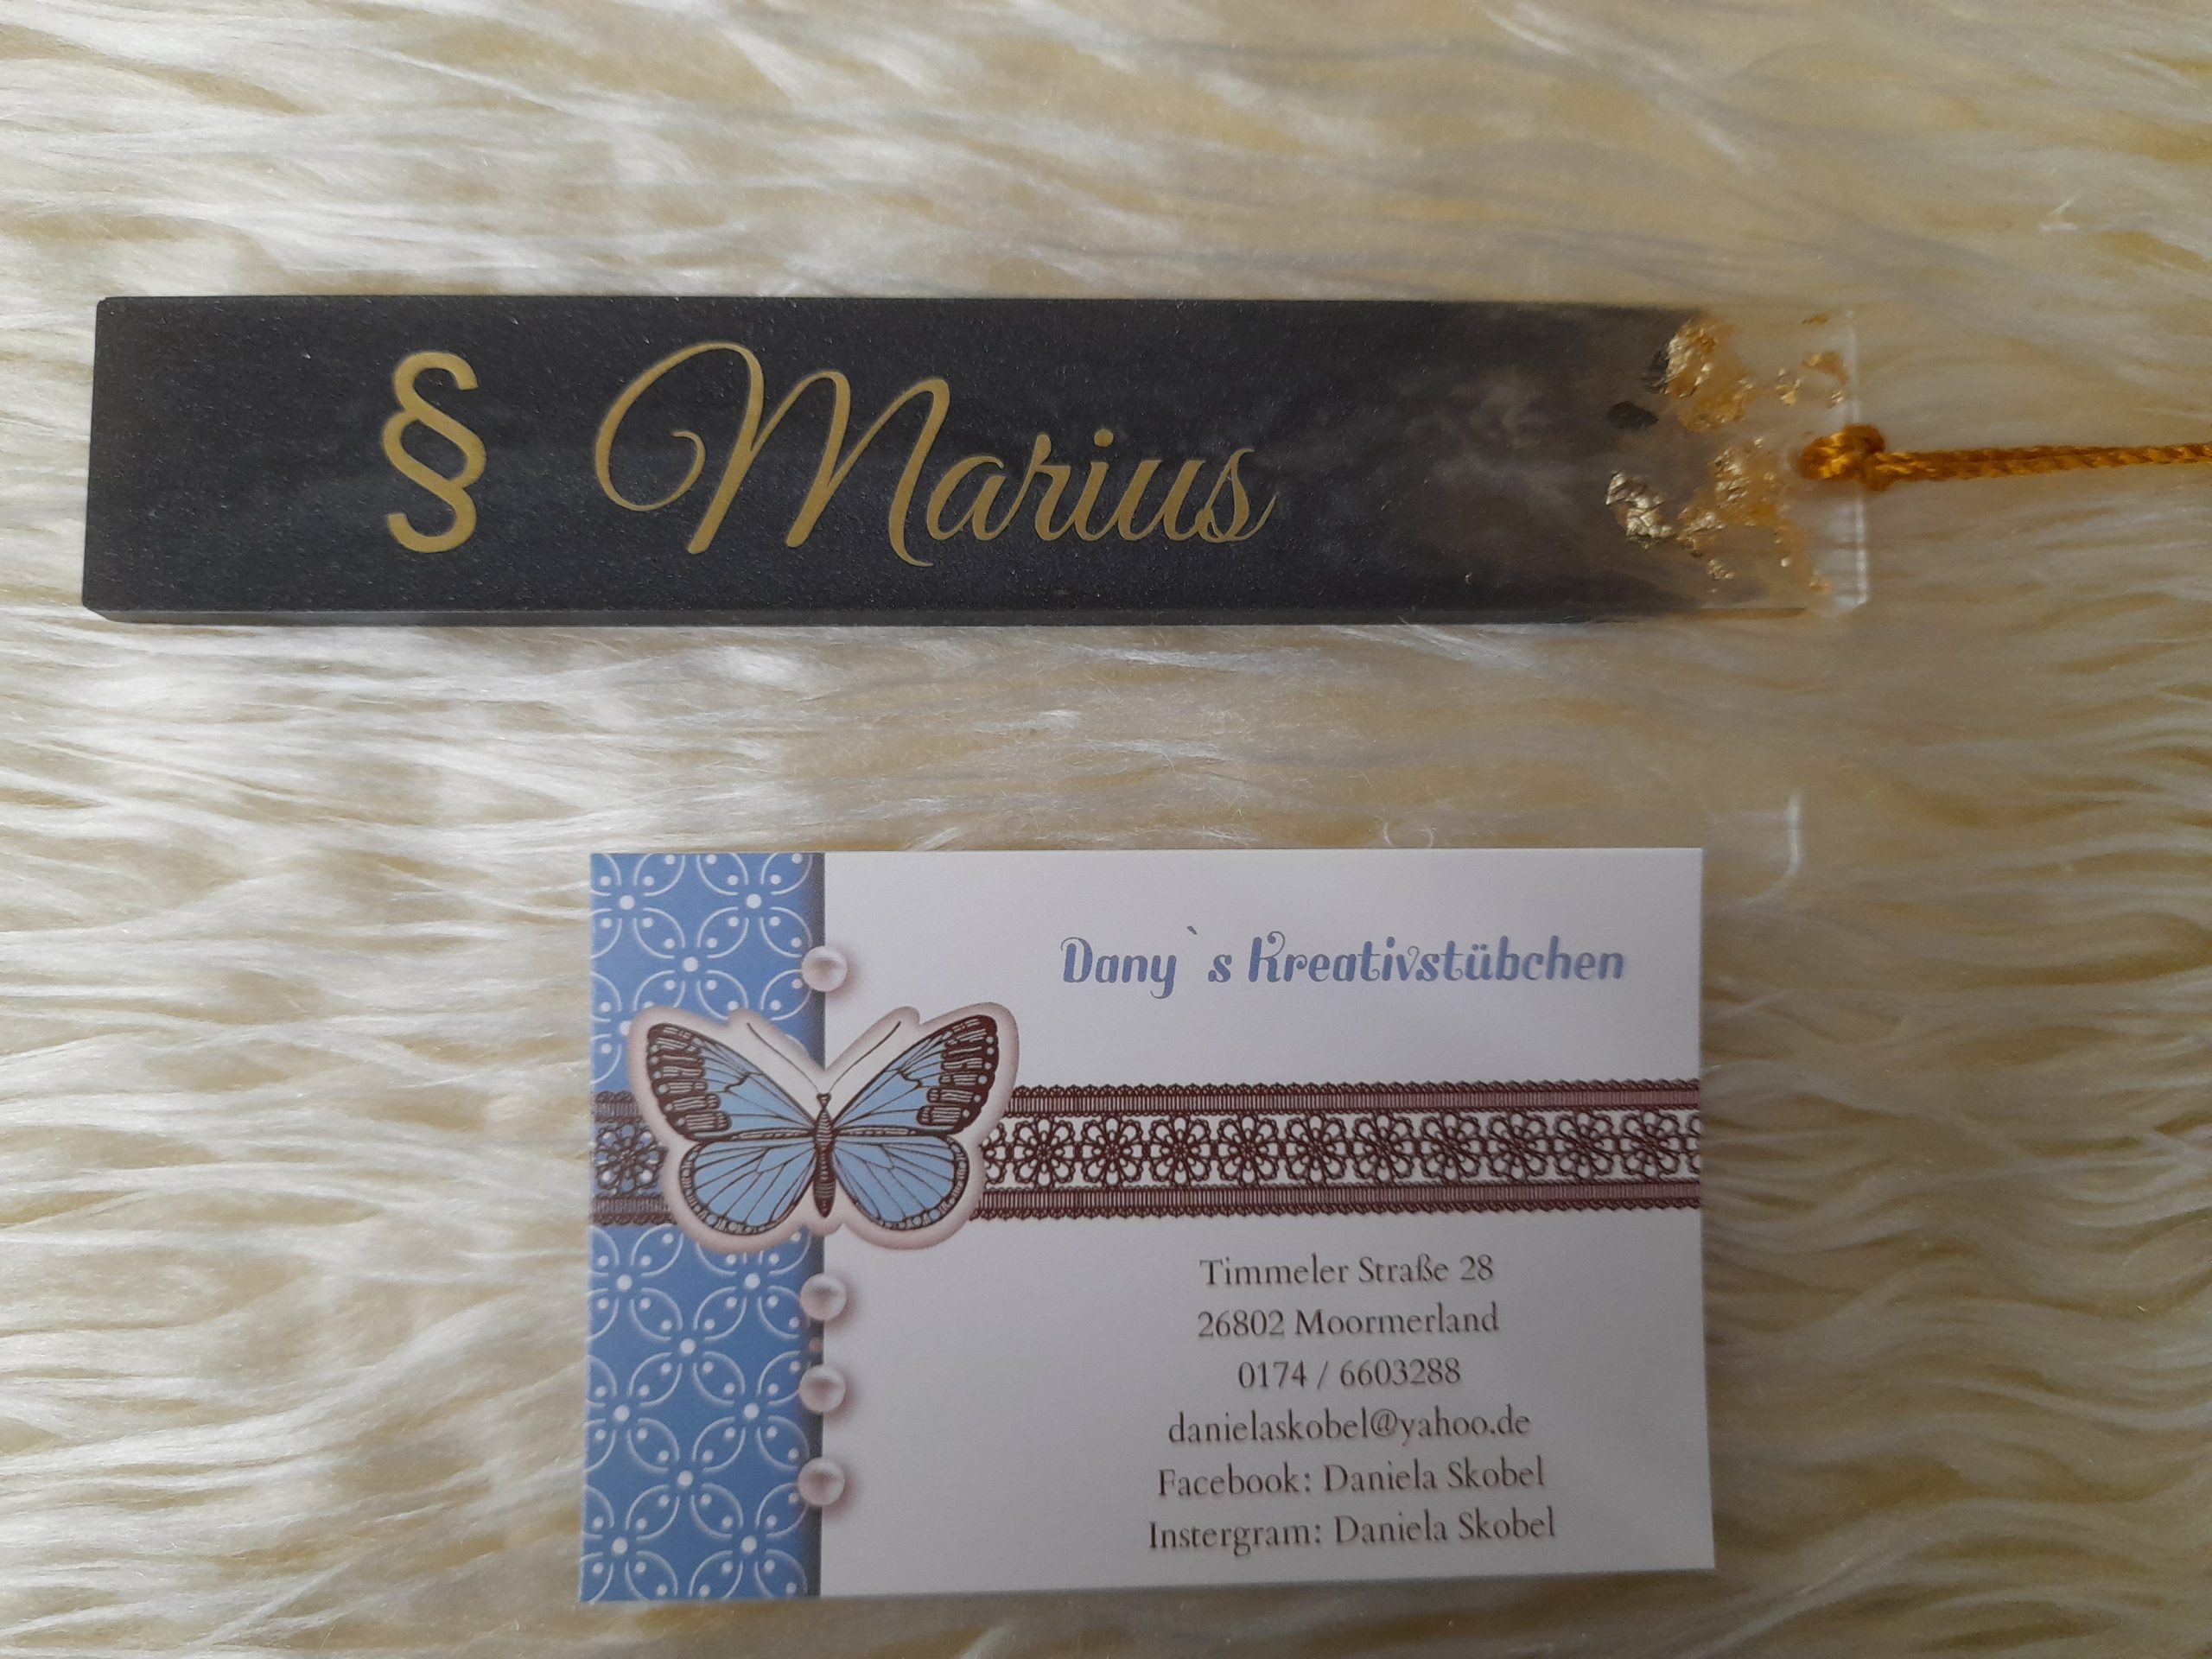 § Marius
Dany`s Kreativstübchen
Timmeler Straße 28
26802 Moormerland
0174 / 6603288
danielaskobel@yahoo.de
Facebook: Daniela Skobel
Instergram: Daniela Skobel